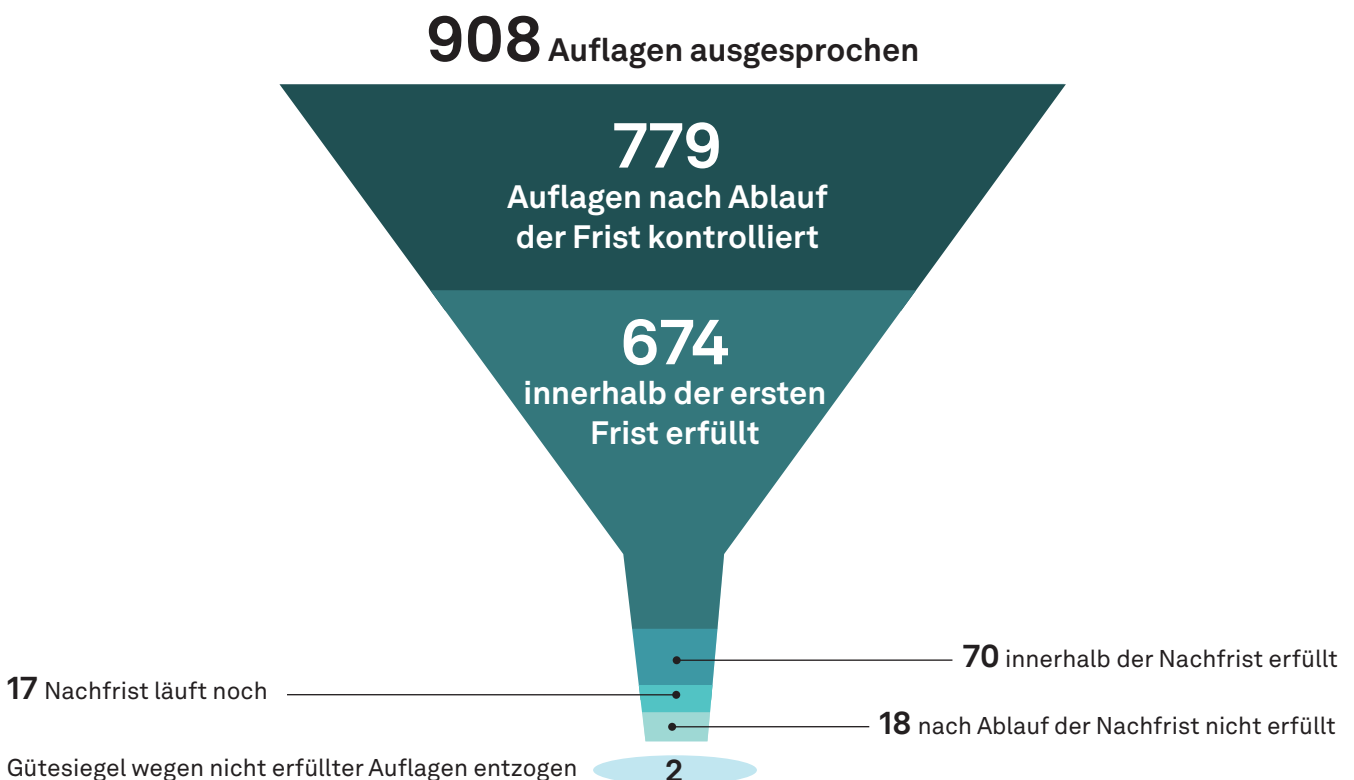 908 Auflagen ausgesprochen
779
Auflagen nach Ablauf
der Frist kontrolliert
674
innerhalb der ersten
Frist erfüllt
70 innerhalb der Nachfrist erfüllt
17 Nachfrist läuft noch
18 nach Ablauf der Nachfrist nicht erfüllt
Gütesiegel wegen nicht erfüllter Auflagen entzogen 2